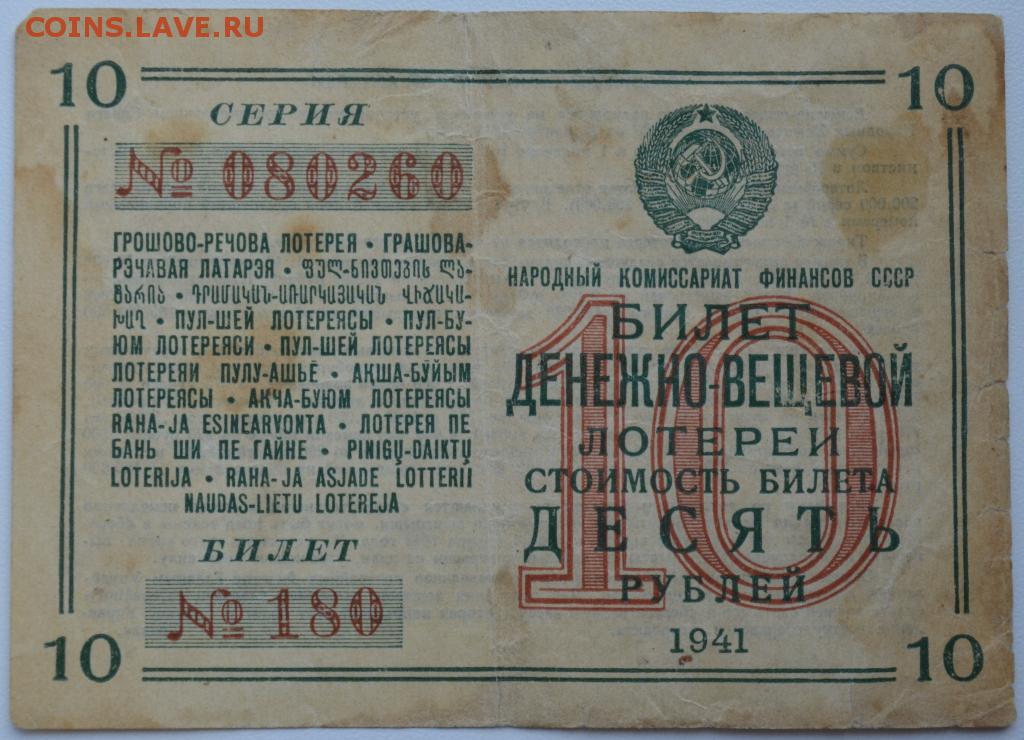 COINS.LAVE.RU
10
10
СЕРИЯ
№ 080260
ГРОШОВО-РЕЧОВА ЛОТЕРЕЯ • ГРАШОВА-
РЭЧАВАЯ ЛАТАРЭЯ • ФՈՒԼ
ПУЛ-ШЕЙ ЛОТЕРЕЯСЫ • ПУЛ-БУ-
ЮМ ЛОТЕРЕЯСИ • ПУЛ-ШЕЙ ЛОТЕРЕЯСЫ
ЛОТЕРЕЯИ ПУЛУ-АШЬЁ • АҚША-БҰЙЫМ
ЛОТЕРЕЯСЫ • АКЧА-БУЮМ ЛОТЕРЕЯСЫ
RAHA-JA ESINEARVONTA • ЛОТЕРЕЯ ПЕ
БАНЬ ШИ ПЕ ГАЙНЕ • PINIGŲ-DAIKTŲ
LOTERIJA • RAHA-JA ASJADE LOTTERII
NAUDAS-LIETU LOTEREJA
БИЛЕТ
№ 180
НАРОДНЫЙ КОМИССАРИАТ ФИНАНСОВ СССР
10
БИЛЕТ
ДЕНЕЖНО-ВЕЩЕВОЙ
ЛОТЕРЕИ
СТОИМОСТЬ БИЛЕТА
ДЕСЯТЬ
РУБЛЕЙ
1941
10
10